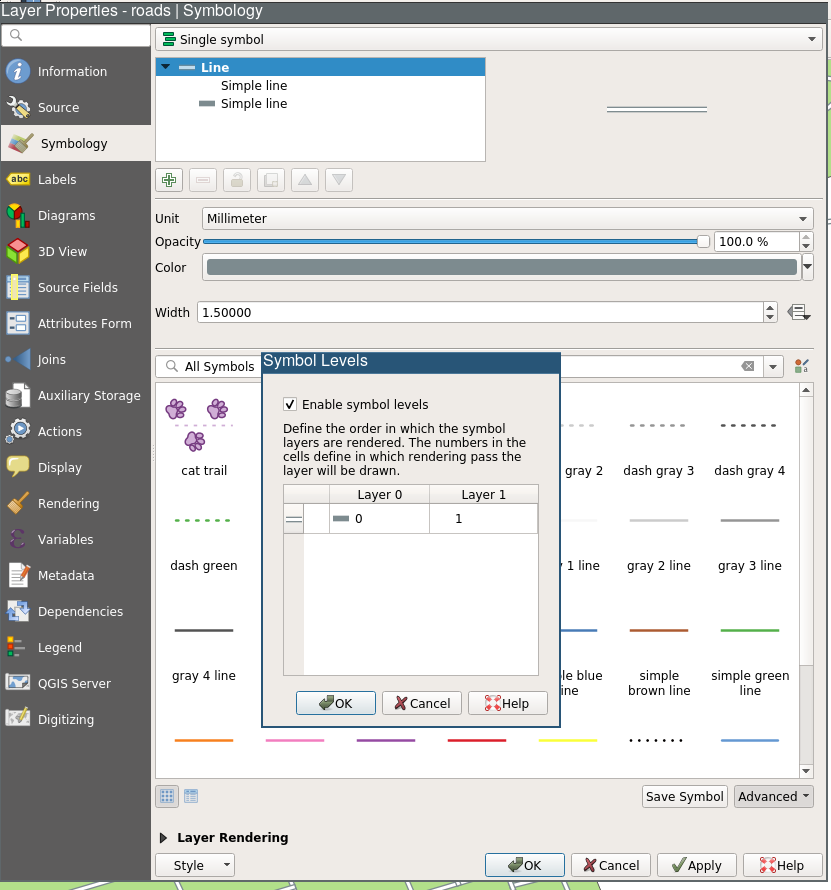 Layer Properties - roads | Symbology
Information
Source
Symbology
Labels
Diagrams
3D View
Source Fields
Attributes Form
Joins
Auxiliary Storage
Actions
Display
Rendering
Variables
Metadata
Dependencies
Legend
QGIS Server
Digitizing
abc
Single symbol
Line
Simple line
Simple line
Unit
Millimeter
Opacity
100.0 %
Color
Width
1.50000
All Symbols
cat trail
gray 2
dash gray 3
dash gray 4
dash green
1 line
gray 2 line
gray 3 line
gray 4 line
blue
simple
brown line
simple green
line
Symbol Levels
Enable symbol levels
Define the order in which the symbol
layers are rendered. The numbers in the
cells define in which rendering pass the
layer will be drawn.
Layer 0
Layer 1
0
1
OK
Cancel
Help
Save Symbol
Advanced
Layer Rendering
Style
OK
Cancel
Apply
Help